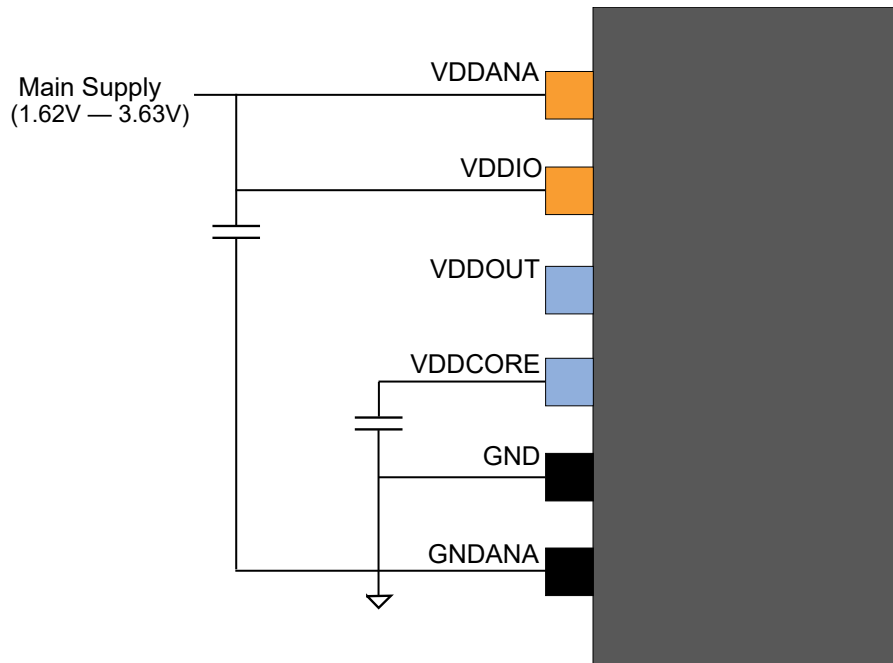 VDDANA
Main Supply
(1.62V — 3.63V)
VDDIO
VDDOUT
VDDCORE
GND
GNDANA